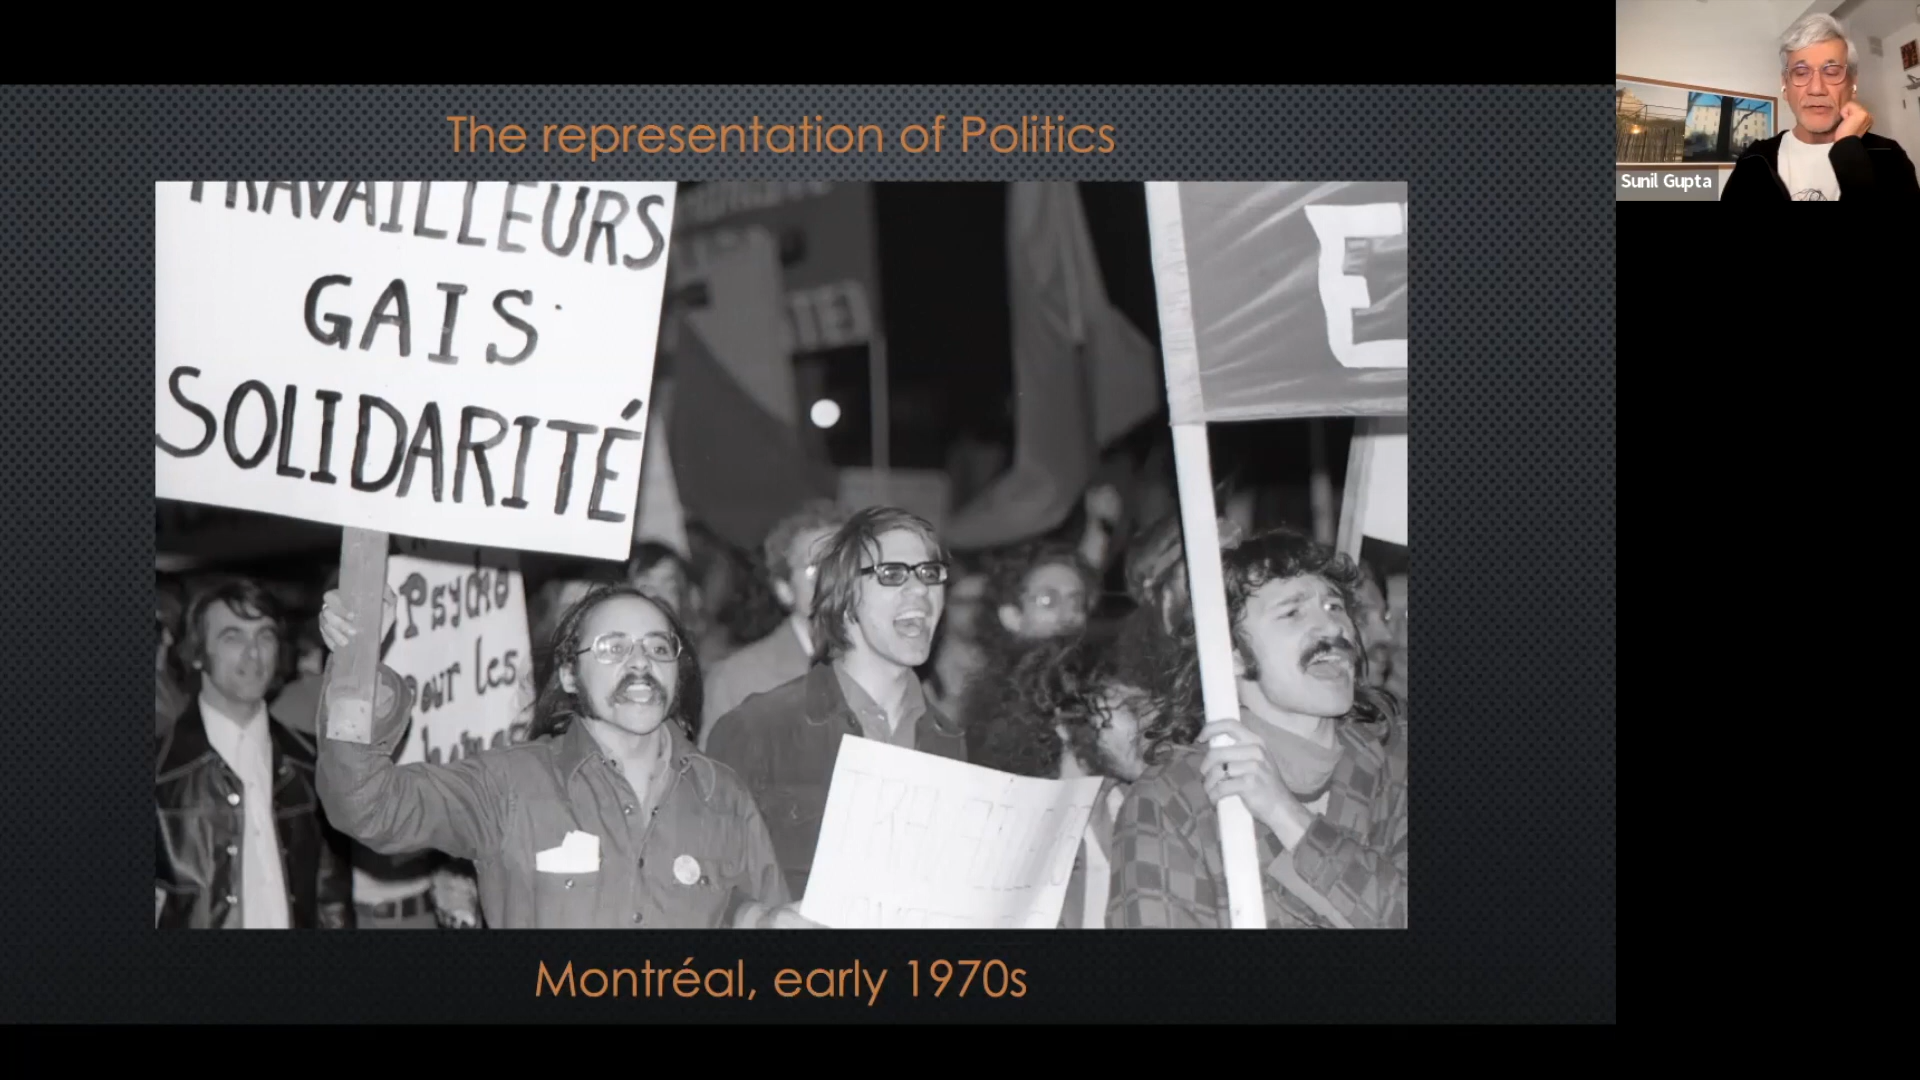 The representation of Politics
TRAVAILLEURS
GAIS
SOLIDARITÉ
E
Psycho
pour les
Montréal, early 1970s
Sunil Gupta